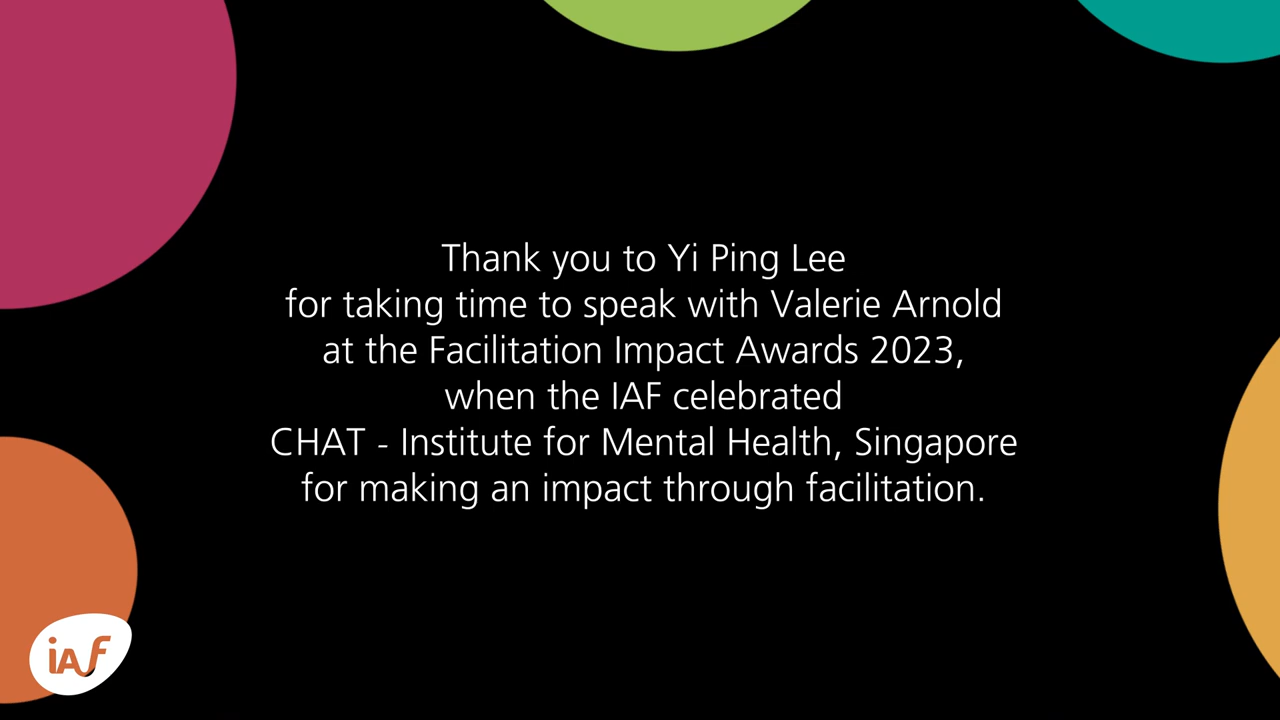 Thank you to Yi Ping Lee
for taking time to speak with Valerie Arnold
at the Facilitation Impact Awards 2023,
when the IAF celebrated
CHAT - Institute for Mental Health, Singapore
for making an impact through facilitation.
iAF